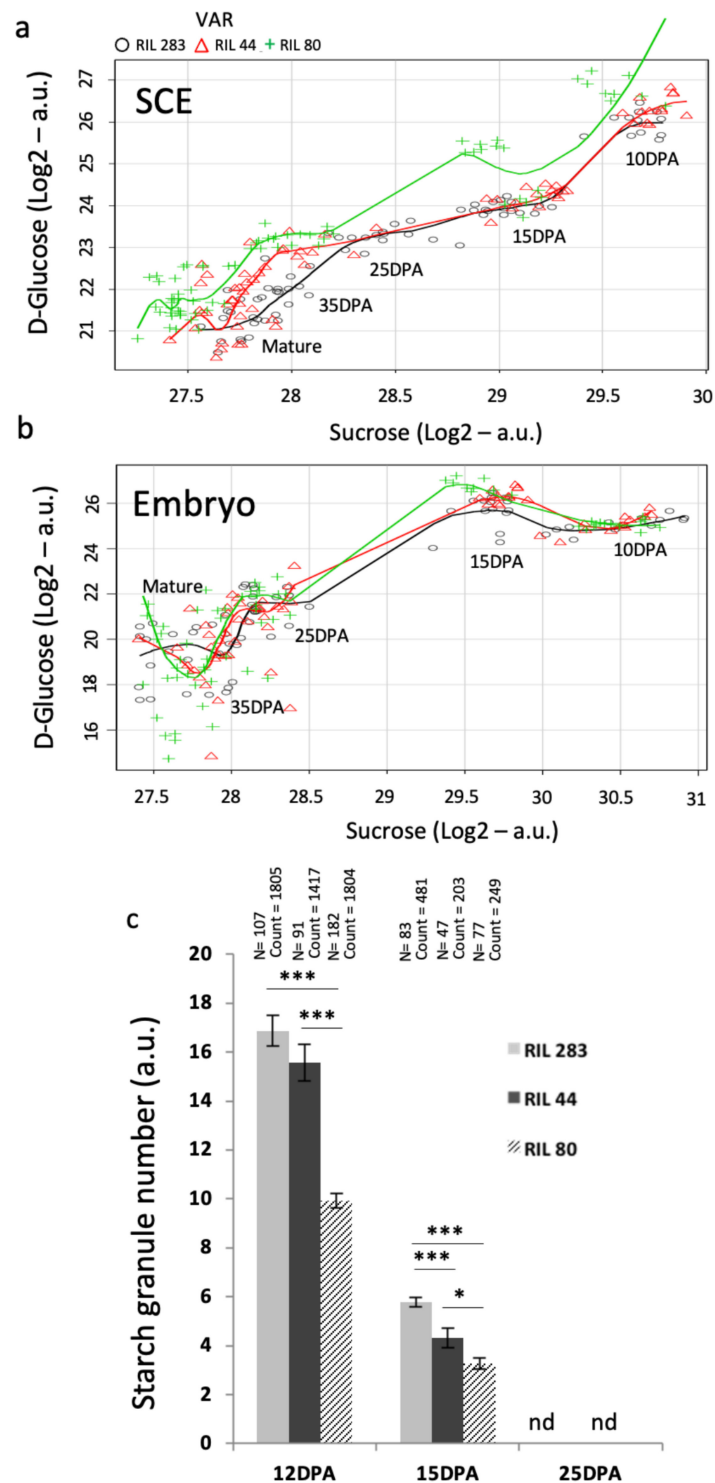 a
VAR
RIL 283 RIL 44 RIL 80
SCE
D-Glucose (Log2 – a.u.)
27
26
25
24
23
22
21
10DPA
15DPA
25DPA
35DPA
Mature
27.5 28 28.5 29 29.5 30
Sucrose (Log2 – a.u.)
b
Embryo
D-Glucose (Log2 – a.u.)
26
24
22
20
18
16
Mature
15DPA
10DPA
25DPA
35DPA
27.5 28 28.5 29 29.5 30 30.5 31
Sucrose (Log2 – a.u.)
c
N= 107
Count = 1805
N= 91
Count = 1417
N= 182
Count = 1804
N= 83
Count = 481
N= 47
Count = 203
N= 77
Count = 249
Starch granule number (a.u.)
20
18
16
14
12
10
8
6
4
2
0
***
***
***
***
*
RIL 283
RIL 44
RIL 80
nd nd
12DPA 15DPA 25DPA